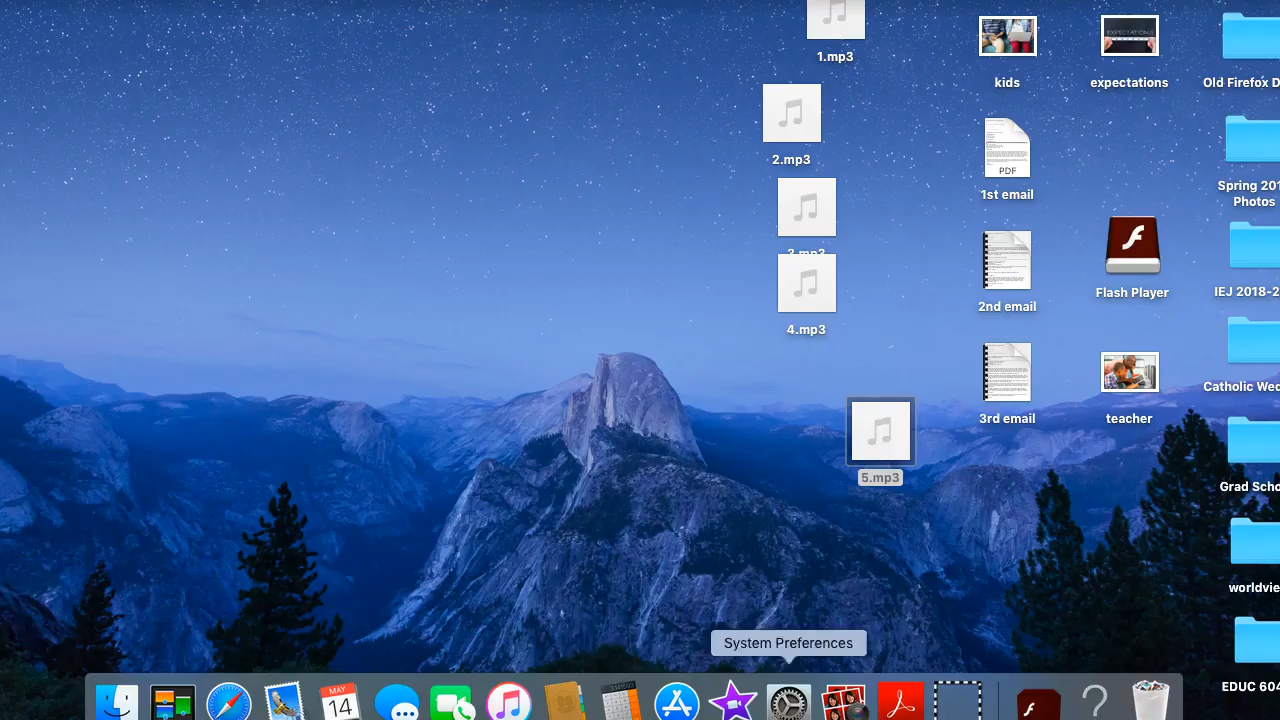 1.mp3
kids
expectations
Old Firefox D
EXPECTATIONS
2.mp3
PDF
1st email
Spring 201
Photos
4.mp3
2nd email
Flash Player
IEJ 2018-2
3rd email
teacher
Catholic Wed
5.mp3
Grad Scho
worldvie
System Preferences
MAY
14
EDUC 604